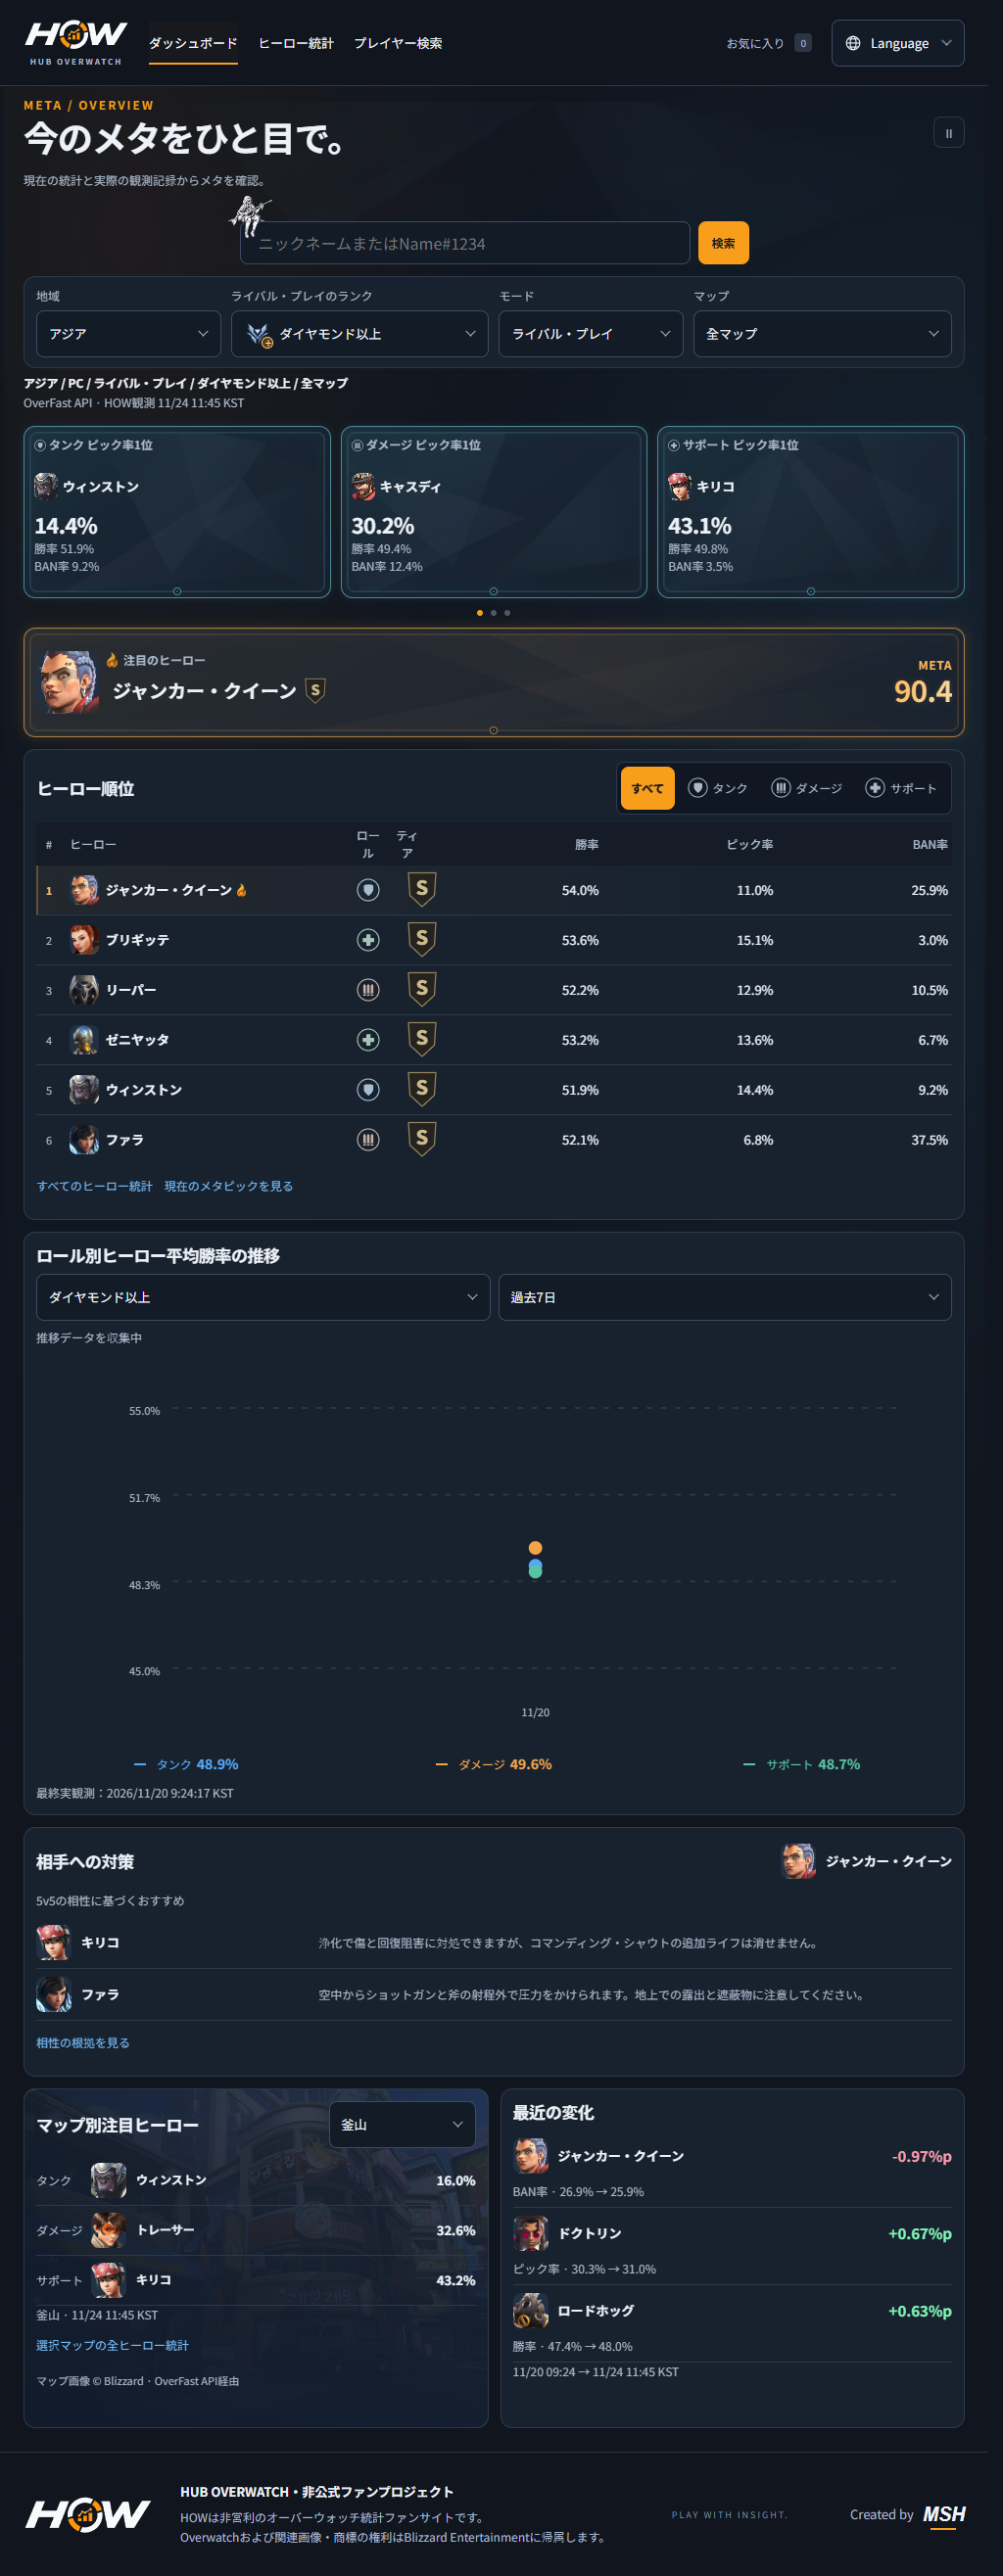 HOW
HUB OVERWATCH
ダッシュボード
ヒーロー統計
プレイヤー検索
お気に入り 0
Language
META / OVERVIEW
今のメタをひと目で。
現在の統計と実際の観測記録からメタを確認。
ニックネームまたはName#1234
検索
地域
ライバル・プレイのランク
モード
マップ
アジア
ダイヤモンド以上
ライバル・プレイ
全マップ
アジア / PC / ライバル・プレイ / ダイヤモンド以上 / 全マップ
OverFast API · HOW観測 11/24 11:45 KST
タンク ピック率1位
ウィンストン
14.4%
勝率 51.9%
BAN率 9.2%
ダメージ ピック率1位
キャスディ
30.2%
勝率 49.4%
BAN率 12.4%
サポート ピック率1位
キリコ
43.1%
勝率 49.8%
BAN率 3.5%
注目のヒーロー
ジャンカー・クイーン S
META
90.4
ヒーロー順位
すべて
タンク
ダメージ
サポート
# ヒーロー ロール ティア 勝率 ピック率 BAN率
1 ジャンカー・クイーン S 54.0% 11.0% 25.9%
2 ブリギッテ S 53.6% 15.1% 3.0%
3 リーパー S 52.2% 12.9% 10.5%
4 ゼニヤッタ S 53.2% 13.6% 6.7%
5 ウィンストン S 51.9% 14.4% 9.2%
6 ファラ S 52.1% 6.8% 37.5%
すべてのヒーロー統計 現在のメタピックを見る
ロール別ヒーロー平均勝率の推移
ダイヤモンド以上
過去7日
推移データを収集中
55.0%
51.7%
48.3%
45.0%
11/20
タンク 48.9%
ダメージ 49.6%
サポート 48.7%
最終実観測：2026/11/20 9:24:17 KST
相手への対策
ジャンカー・クイーン
5v5の相性に基づくおすすめ
キリコ
浄化で傷と回復阻害に対処できますが、コマンディング・シャウトの追加ライフは消せません。
ファラ
空中からショットガンと斧の射程外で圧力をかけられます。地上での露出と遮蔽物に注意してください。
相性の根拠を見る
マップ別注目ヒーロー
釜山
タンク ウィンストン 16.0%
ダメージ トレーサー 32.6%
サポート キリコ 43.2%
釜山 · 11/24 11:45 KST
選択マップの全ヒーロー統計
マップ画像 © Blizzard · OverFast API経由
最近の変化
ジャンカー・クイーン -0.97%p
BAN率 · 26.9% → 25.9%
ドクトリン +0.67%p
ピック率 · 30.3% → 31.0%
ロードホッグ +0.63%p
勝率 · 47.4% → 48.0%
11/20 09:24 → 11/24 11:45 KST
HOW
HUB OVERWATCH・非公式ファンプロジェクト
HOWは非営利のオーバーウォッチ統計ファンサイトです。
Overwatchおよび関連画像・商標の権利はBlizzard Entertainmentに帰属します。
PLAY WITH INSIGHT.
Created by MSH